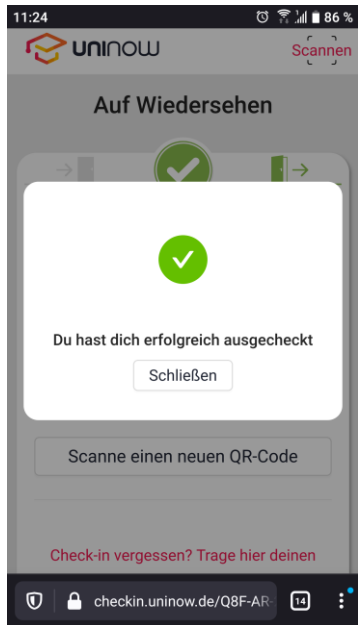 11:24
86 %
UNINOW
Scannen
Auf Wiedersehen
Du hast dich erfolgreich ausgecheckt
Schließen
Scanne einen neuen QR-Code
Check-in vergessen? Trage hier deinen
checkin.uninow.de/Q8F-AR-
14